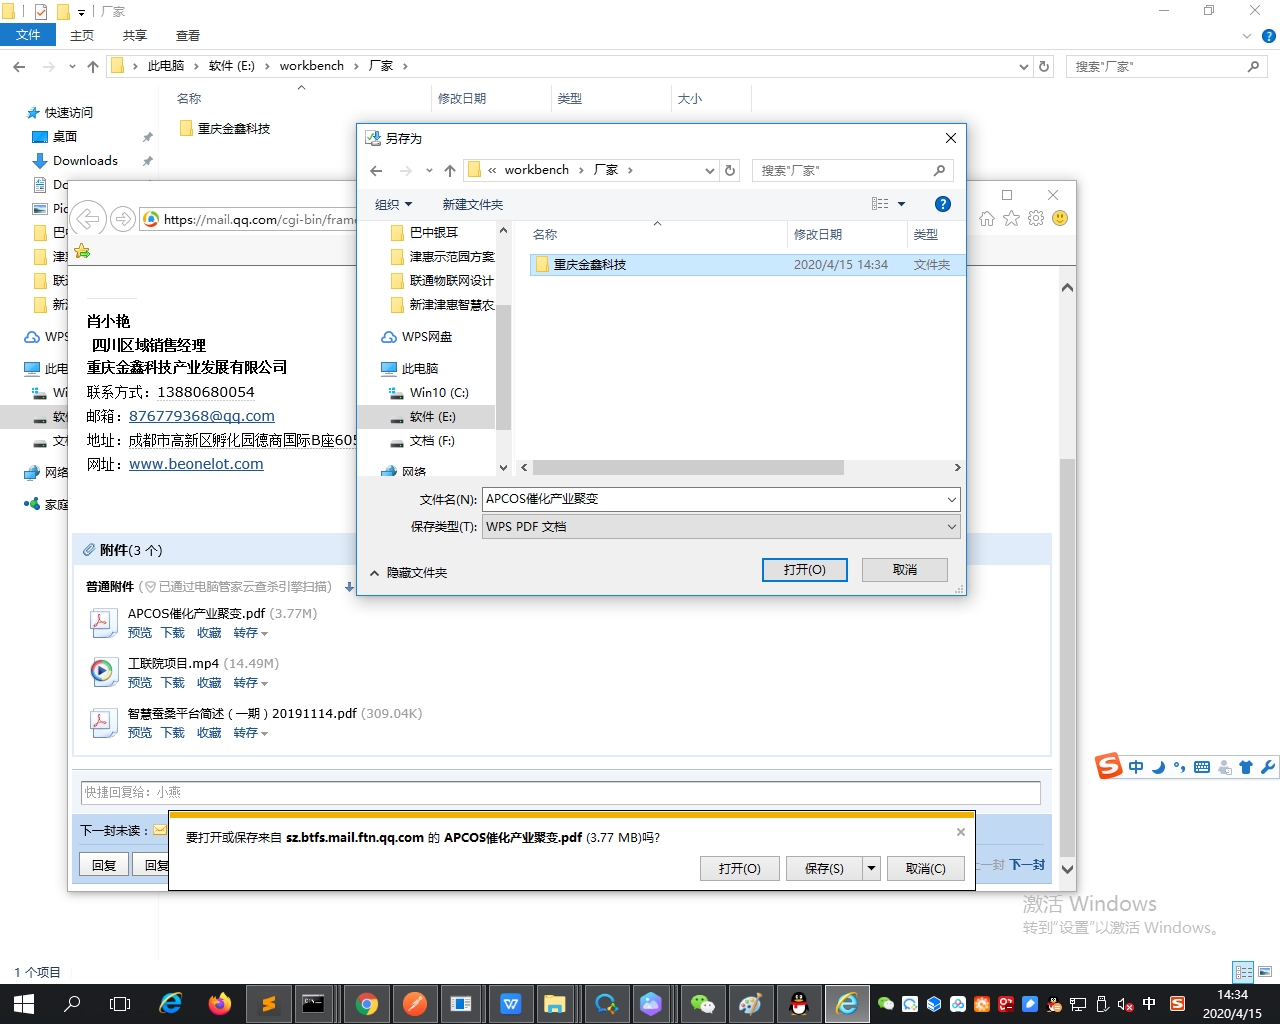 厂家
文件 主页 共享 查看
此电脑 › 软件 (E:) › workbench › 厂家 ›
搜索"厂家"
名称 修改日期 类型 大小
重庆金鑫科技
快速访问
桌面
Downloads
另存为
« workbench › 厂家 ›
搜索"厂家"
组织 新建文件夹
名称 修改日期 类型
重庆金鑫科技 2020/4/15 14:34 文件夹
巴中银耳
津惠示范园方案
联通物联网设计
新津津惠智慧农
WPS网盘
此电脑
Win10 (C:)
软件 (E:)
文档 (F:)
网络
文件名(N): APCOS催化产业聚变
保存类型(T): WPS PDF 文档
隐藏文件夹
打开(O) 取消
https://mail.qq.com/cgi-bin/frame
肖小艳
四川区域销售经理
重庆金鑫科技产业发展有限公司
联系方式：13880680054
邮箱：876779368@qq.com
地址：成都市高新区孵化园德商国际B座605
网址：www.beonelot.com
附件(3 个)
普通附件 (已通过电脑管家云查杀引擎扫描)
APCOS催化产业聚变.pdf (3.77M)
预览 下载 收藏 转存
工联院项目.mp4 (14.49M)
预览 下载 收藏 转存
智慧蚕桑平台简述（一期）20191114.pdf (309.04K)
预览 下载 收藏 转存
快捷回复给：小燕
下一封未读：
回复 回复
一封 下一封
要打开或保存来自 sz.btfs.mail.ftn.qq.com 的 APCOS催化产业聚变.pdf (3.77 MB)吗?
打开(O) 保存(S) 取消(C)
中
激活 Windows
转到"设置"以激活 Windows。
1 个项目
中
14:34
2020/4/15